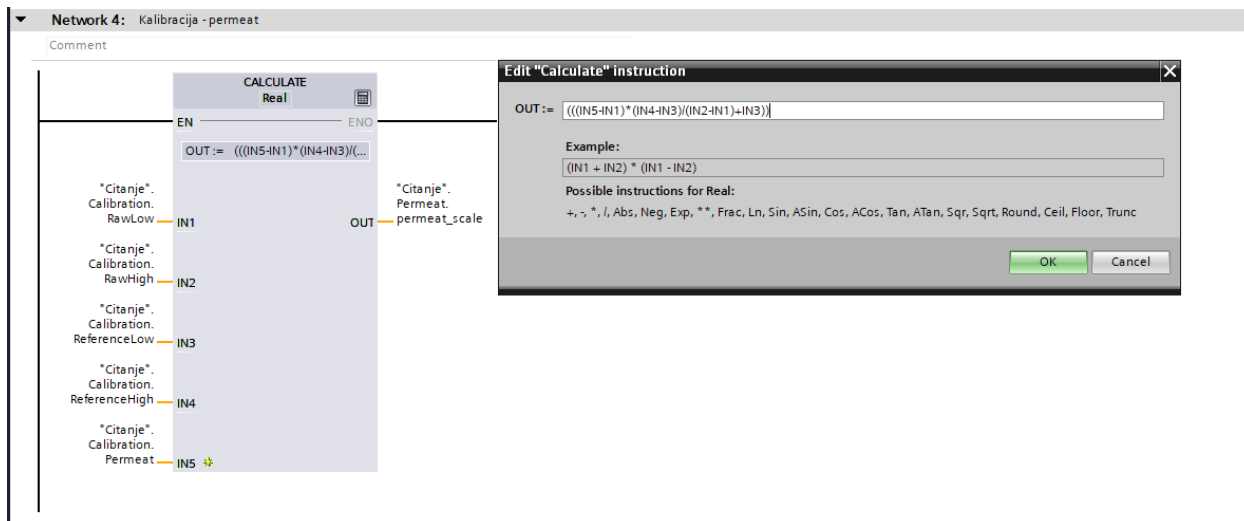 Network 4: Kalibracija - permeat
Comment
CALCULATE
Real
EN
ENO
OUT := (((IN5-IN1)*(IN4-IN3)/(...
"Citanje".
Calibration.
RawLow
IN1
OUT
"Citanje".
Permeat.
permeat_scale
"Citanje".
Calibration.
RawHigh
IN2
"Citanje".
Calibration.
ReferenceLow
IN3
"Citanje".
Calibration.
ReferenceHigh
IN4
"Citanje".
Calibration.
Permeat
IN5
Edit "Calculate" instruction
OUT := (((IN5-IN1)*(IN4-IN3)/(IN2-IN1)+IN3))
Example:
(IN1 + IN2) * (IN1 - IN2)
Possible instructions for Real:
+, -, *, /, Abs, Neg, Exp, **, Frac, Ln, Sin, ASin, Cos, ACos, Tan, ATan, Sqr, Sqrt, Round, Ceil, Floor, Trunc
OK
Cancel